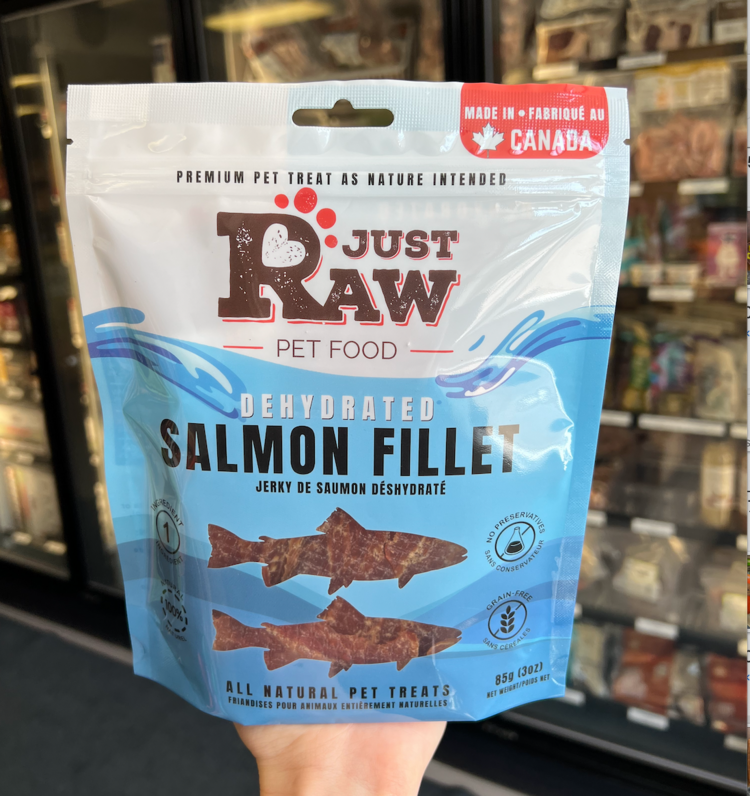 MADE IN • FABRIQUÉ AU
CANADA
PREMIUM PET TREAT AS NATURE INTENDED
JUST
RAW
PET FOOD
DEHYDRATED
SALMON FILLET
JERKY DE SAUMON DÉSHYDRATÉ
1
NO PRESERVATIVES
SANS CONSERVATEUR
100%
GRAIN-FREE
SANS CÉRÉALES
85g (3oz)
NET WEIGHT/POIDS NET
ALL NATURAL PET TREATS
FRIANDISES POUR ANIMAUX ENTIÈREMENT NATURELLES